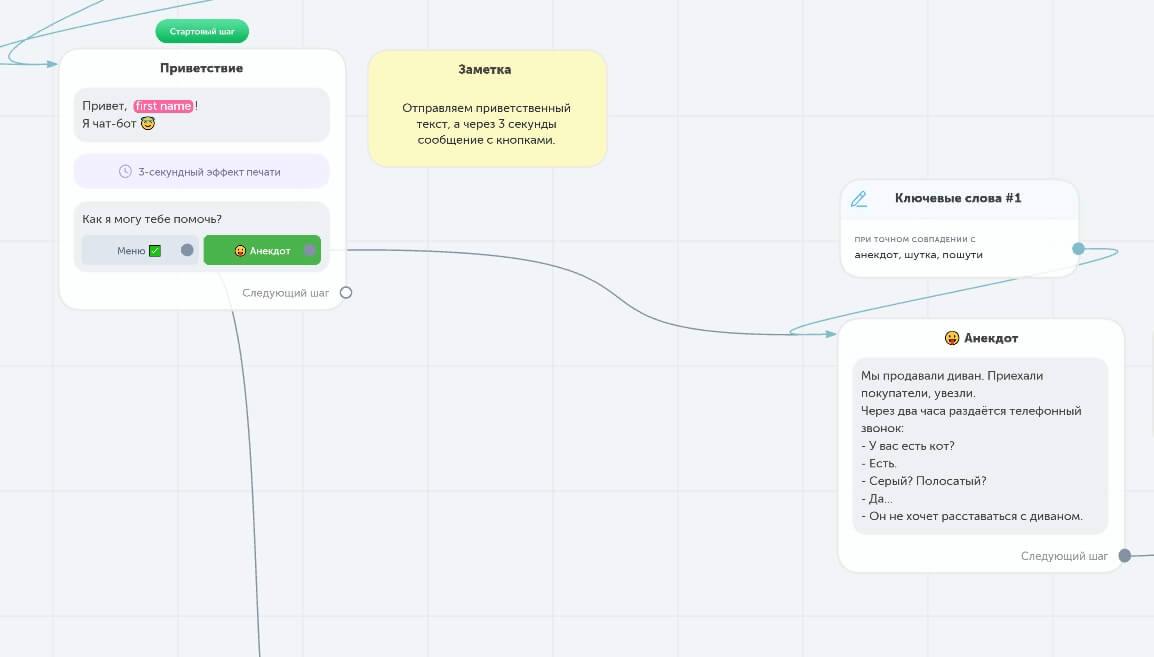 Стартовый шаг
Приветствие
Привет, first name!
Я чат-бот 😇
3-секундный эффект печати
Как я могу тебе помочь?
Меню ✅
😛 Анекдот
Следующий шаг
Заметка
Отправляем приветственный
текст, а через 3 секунды
сообщение с кнопками.
Ключевые слова #1
ПРИ ТОЧНОМ СОВПАДЕНИИ С
анекдот, шутка, пошути
😛 Анекдот
Мы продавали диван. Приехали
покупатели, увезли.
Через два часа раздаётся телефонный
звонок:
- У вас есть кот?
- Есть.
- Серый? Полосатый?
- Да...
- Он не хочет расставаться с диваном.
Следующий шаг